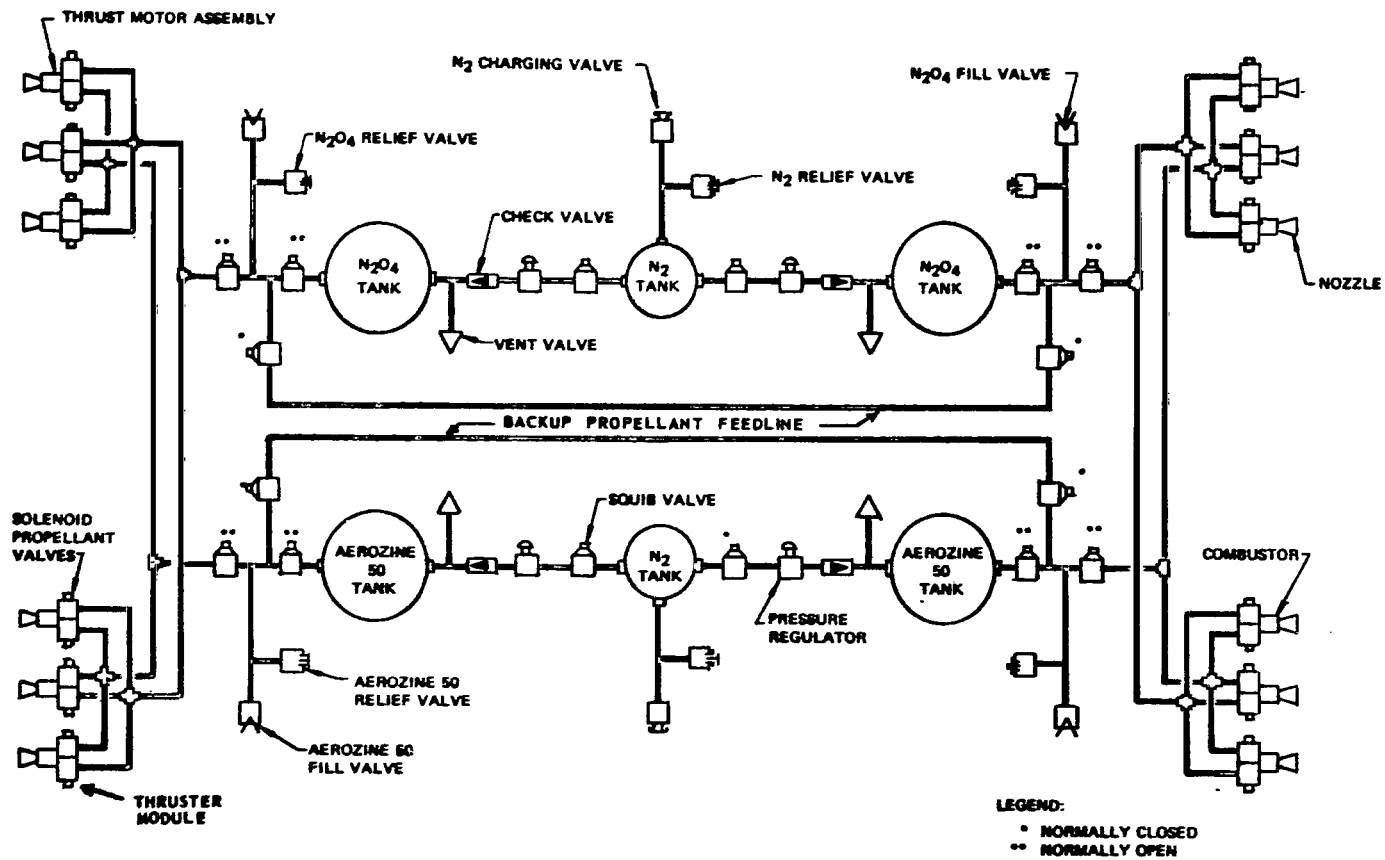 THRUST MOTOR ASSEMBLY
N2 CHARGING VALVE
N2O4 FILL VALVE
N2O4 RELIEF VALVE
N2 RELIEF VALVE
CHECK VALVE
N2O4
TANK
N2
TANK
N2O4
TANK
NOZZLE
VENT VALVE
BACKUP PROPELLANT FEEDLINE
SOLENOID
PROPELLANT
VALVES
SQUIB VALVE
AEROZINE
50
TANK
N2
TANK
AEROZINE
50
TANK
COMBUSTOR
PRESSURE
REGULATOR
AEROZINE 50
RELIEF VALVE
AEROZINE 50
FILL VALVE
THRUSTER
MODULE
LEGEND:
• NORMALLY CLOSED
•• NORMALLY OPEN